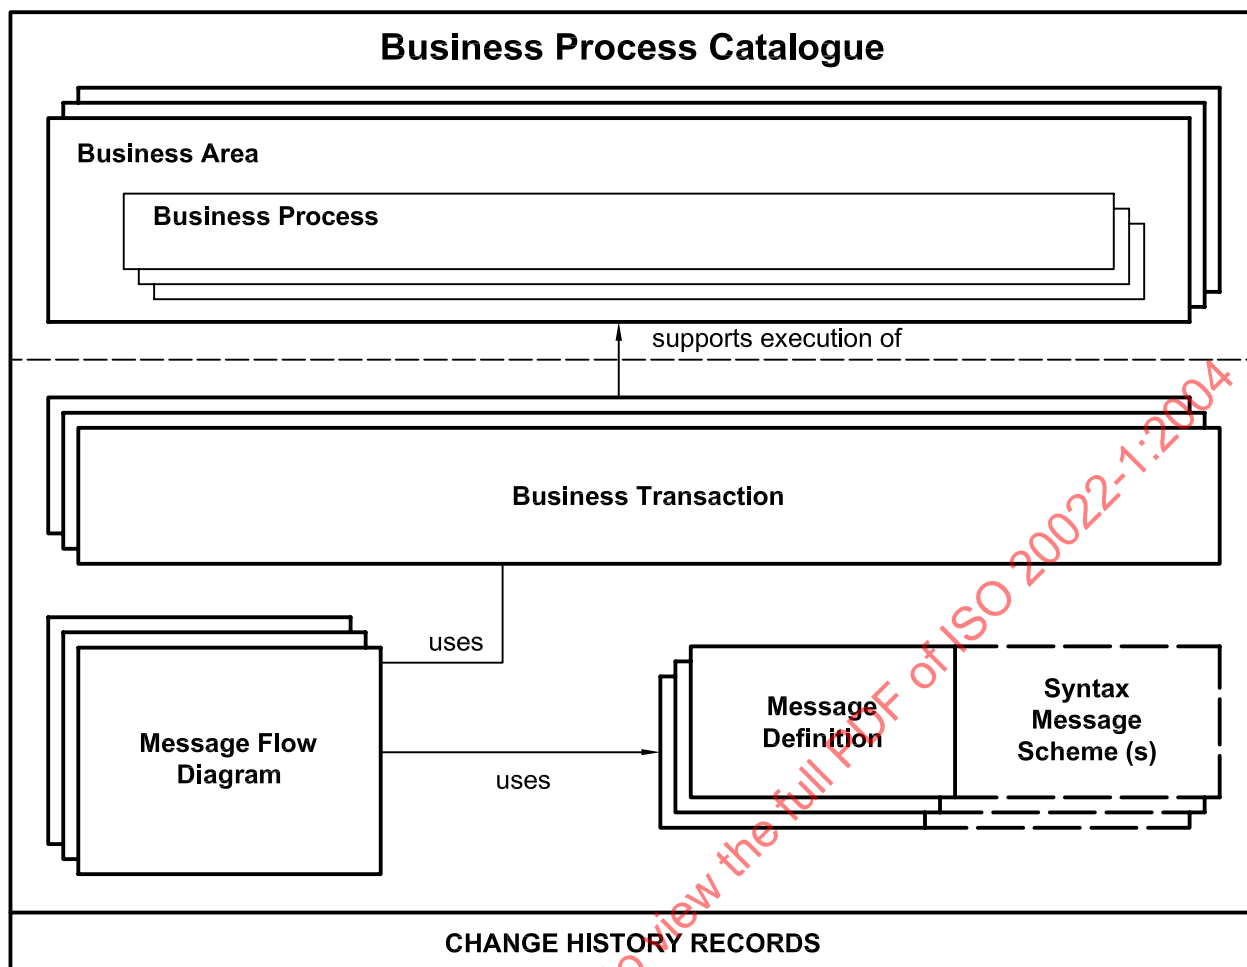 Business Process Catalogue
Business Area
Business Process
supports execution of
Business Transaction
uses
Message Flow
Diagram
uses
Message
Definition
Syntax
Message
Scheme (s)
CHANGE HISTORY RECORDS
view the full PDF of ISO 20022-1:2004